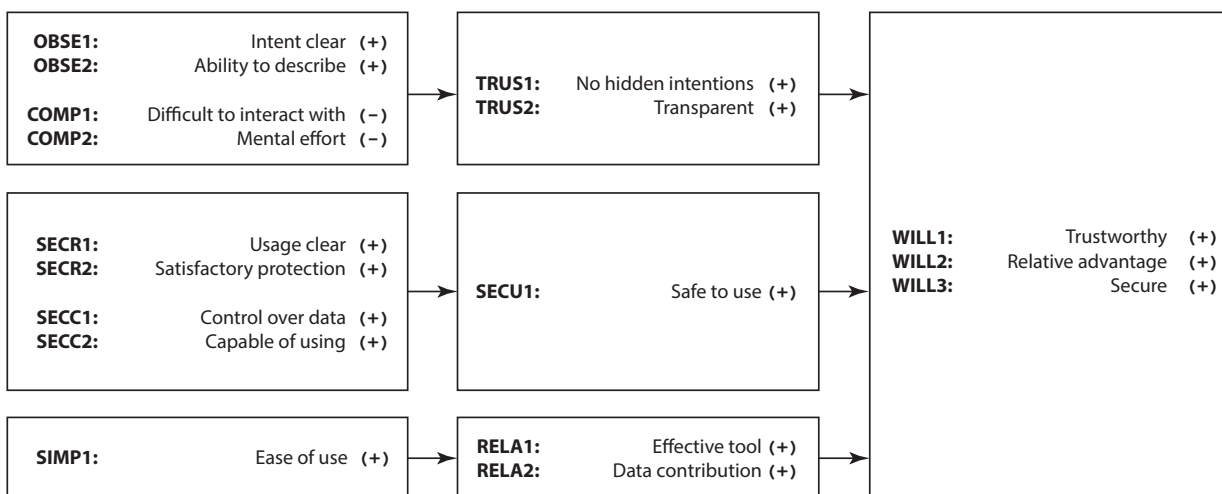 OBSE1: Intent clear (+)
OBSE2: Ability to describe (+)
COMP1: Difficult to interact with (−)
COMP2: Mental effort (−)
TRUS1: No hidden intentions (+)
TRUS2: Transparent (+)
SECR1: Usage clear (+)
SECR2: Satisfactory protection (+)
SECC1: Control over data (+)
SECC2: Capable of using (+)
SECU1: Safe to use (+)
SIMP1: Ease of use (+)
RELA1: Effective tool (+)
RELA2: Data contribution (+)
WILL1: Trustworthy (+)
WILL2: Relative advantage (+)
WILL3: Secure (+)